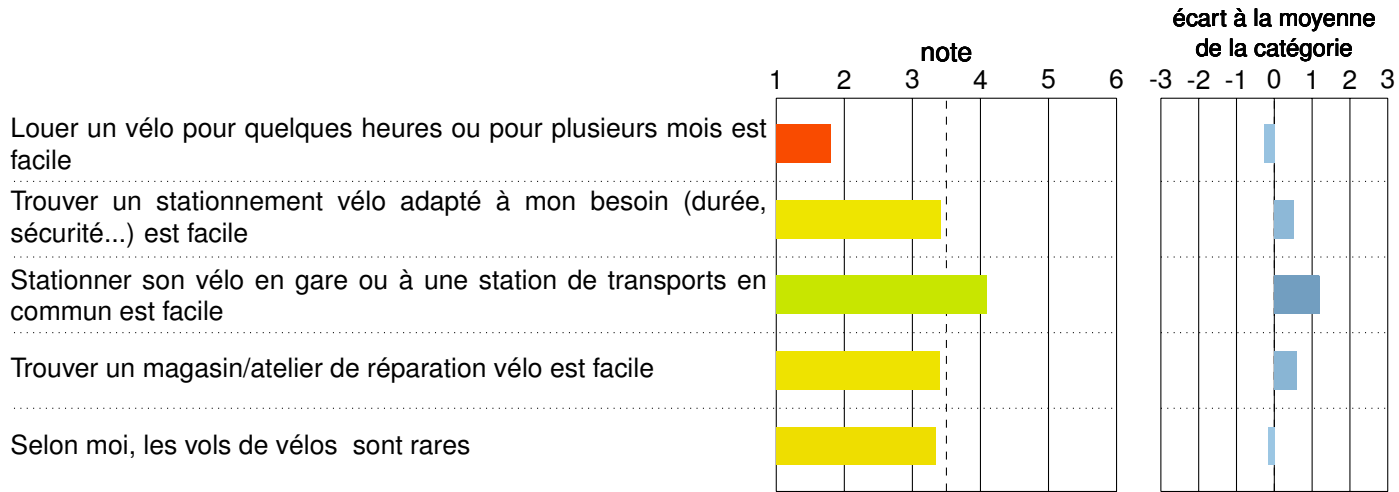 écart à la moyenne
note de la catégorie
1 2 3 4 5 6 -3 -2 -1 0 1 2 3
Louer un vélo pour quelques heures ou pour plusieurs mois est
facile
Trouver un stationnement vélo adapté à mon besoin (durée,
sécurité...) est facile
Stationner son vélo en gare ou à une station de transports en
commun est facile
Trouver un magasin/atelier de réparation vélo est facile
Selon moi, les vols de vélos  sont rares